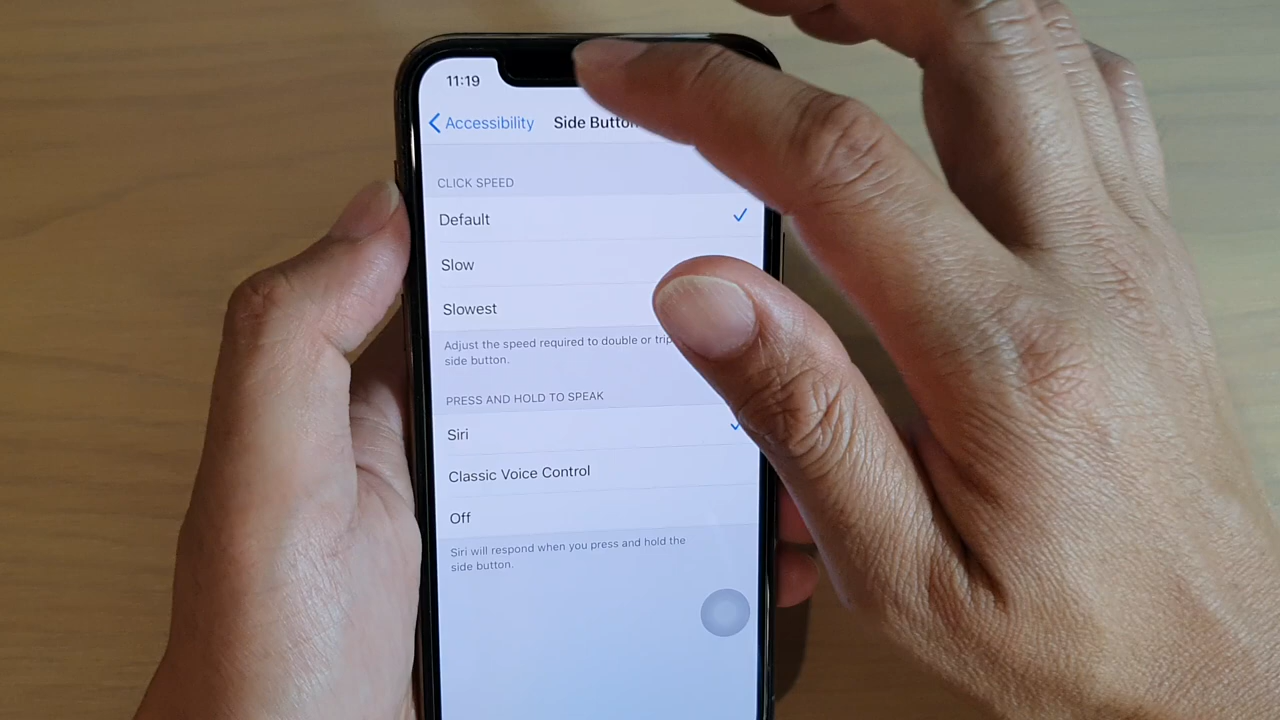 11:19
Accessibility Side
CLICK SPEED
Default
Slow
Slowest
Adjust the speed required to double or
side button.
PRESS AND HOLD TO SPEAK
Siri
Classic Voice Control
Off
Siri will respond when you press and hold the
side button.